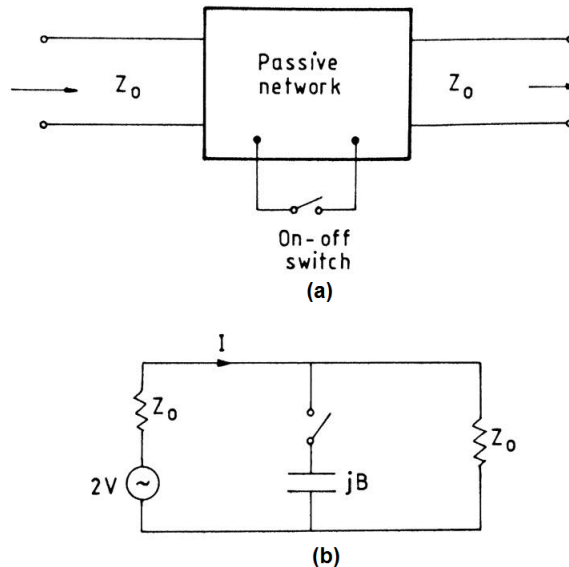 Passive
network
Z₀
Z₀
On-off
switch
(a)
I
Z₀
2V
~
jB
Z₀
(b)